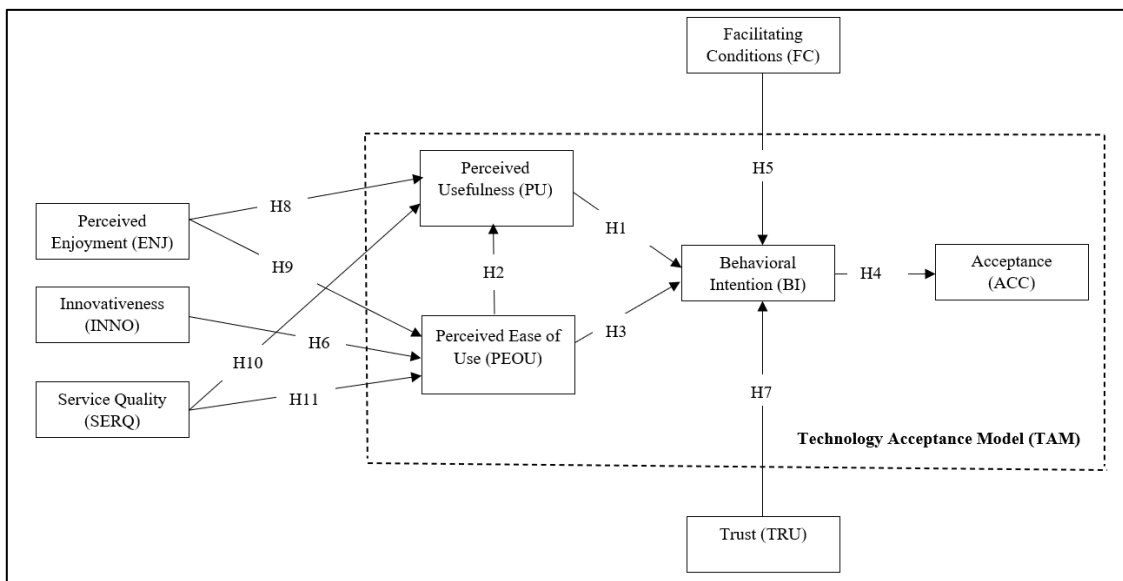 Facilitating
Conditions (FC)
H5
Perceived
Usefulness (PU)
H8
H1
Perceived
Enjoyment (ENJ)
H9
H2
Behavioral
Intention (BI)
H4
Acceptance
(ACC)
Innovativeness
(INNO)
H6
Perceived Ease of
Use (PEOU)
H3
H10
H11
Service Quality
(SERQ)
H7
Technology Acceptance Model (TAM)
Trust (TRU)